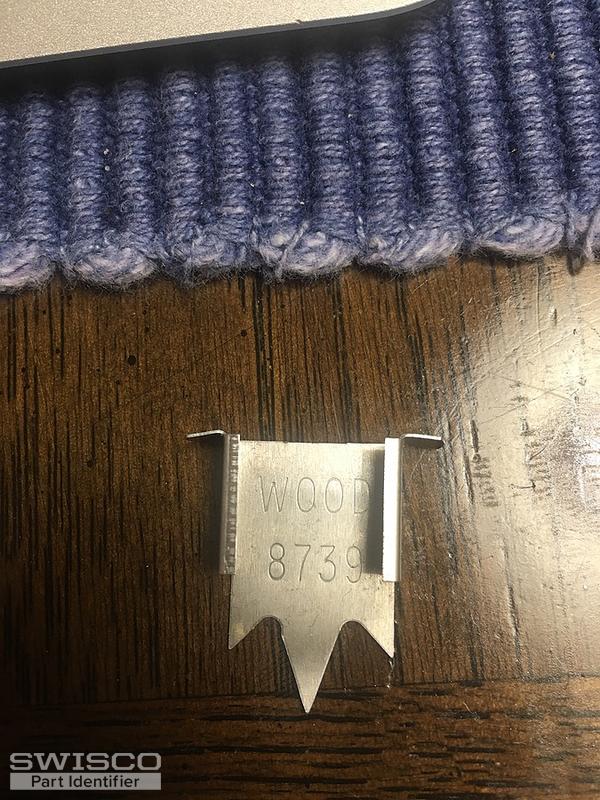 WOOD
8739
SWISCO
Part Identifier